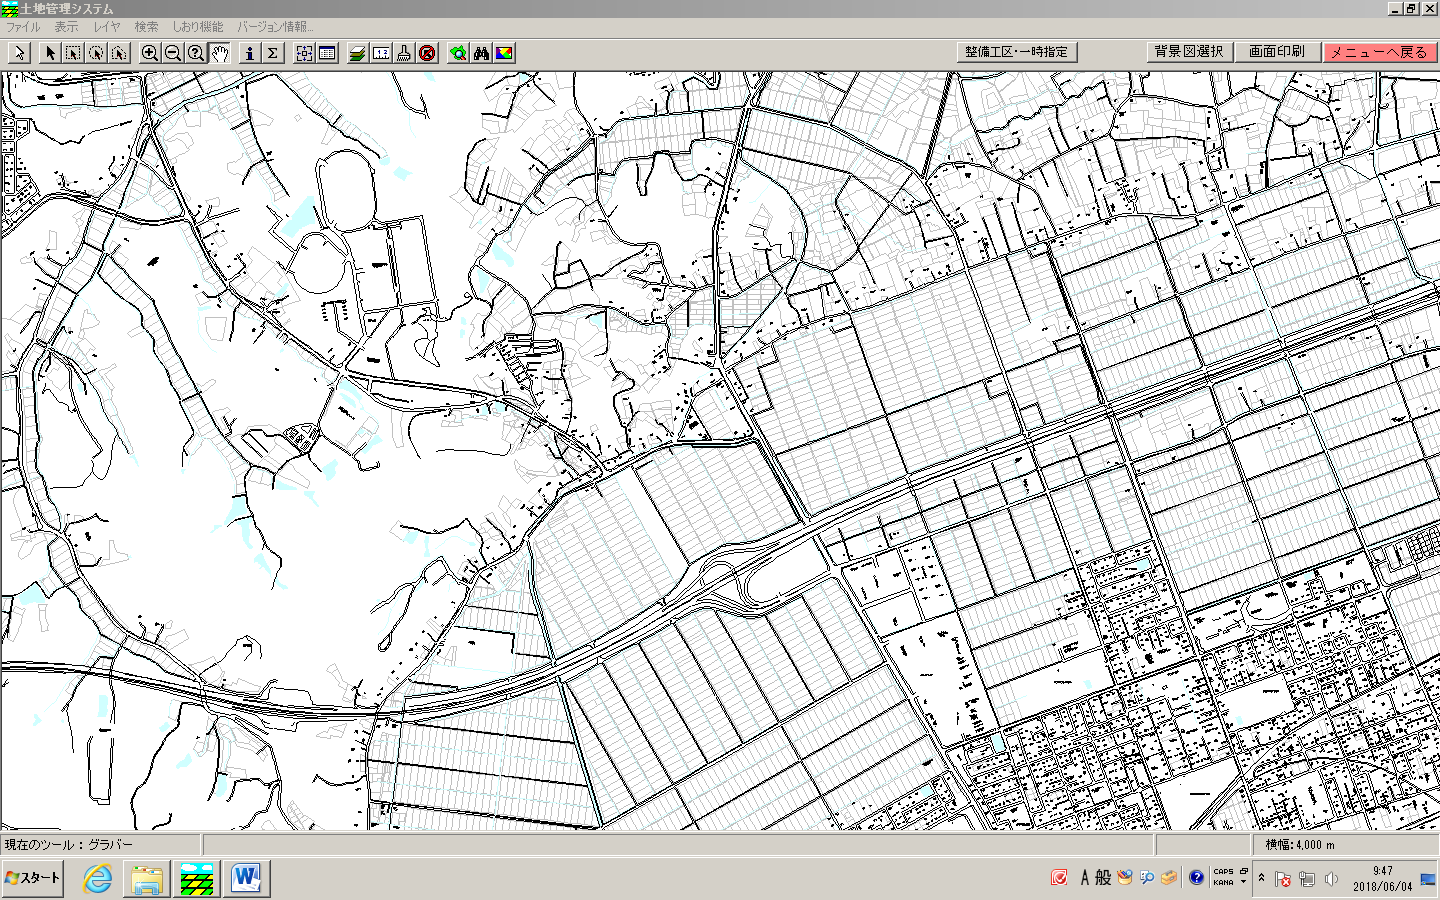 土地管理システム
ファイル 表示 レイヤ 検索 しおり機能 バージョン情報...
整備工区・一時指定 背景図選択 画面印刷 メニューへ戻る
現在のツール：グラバー
横幅：4,000 m
スタート
A 般
CAPS
KANA
9:47
2018/06/04